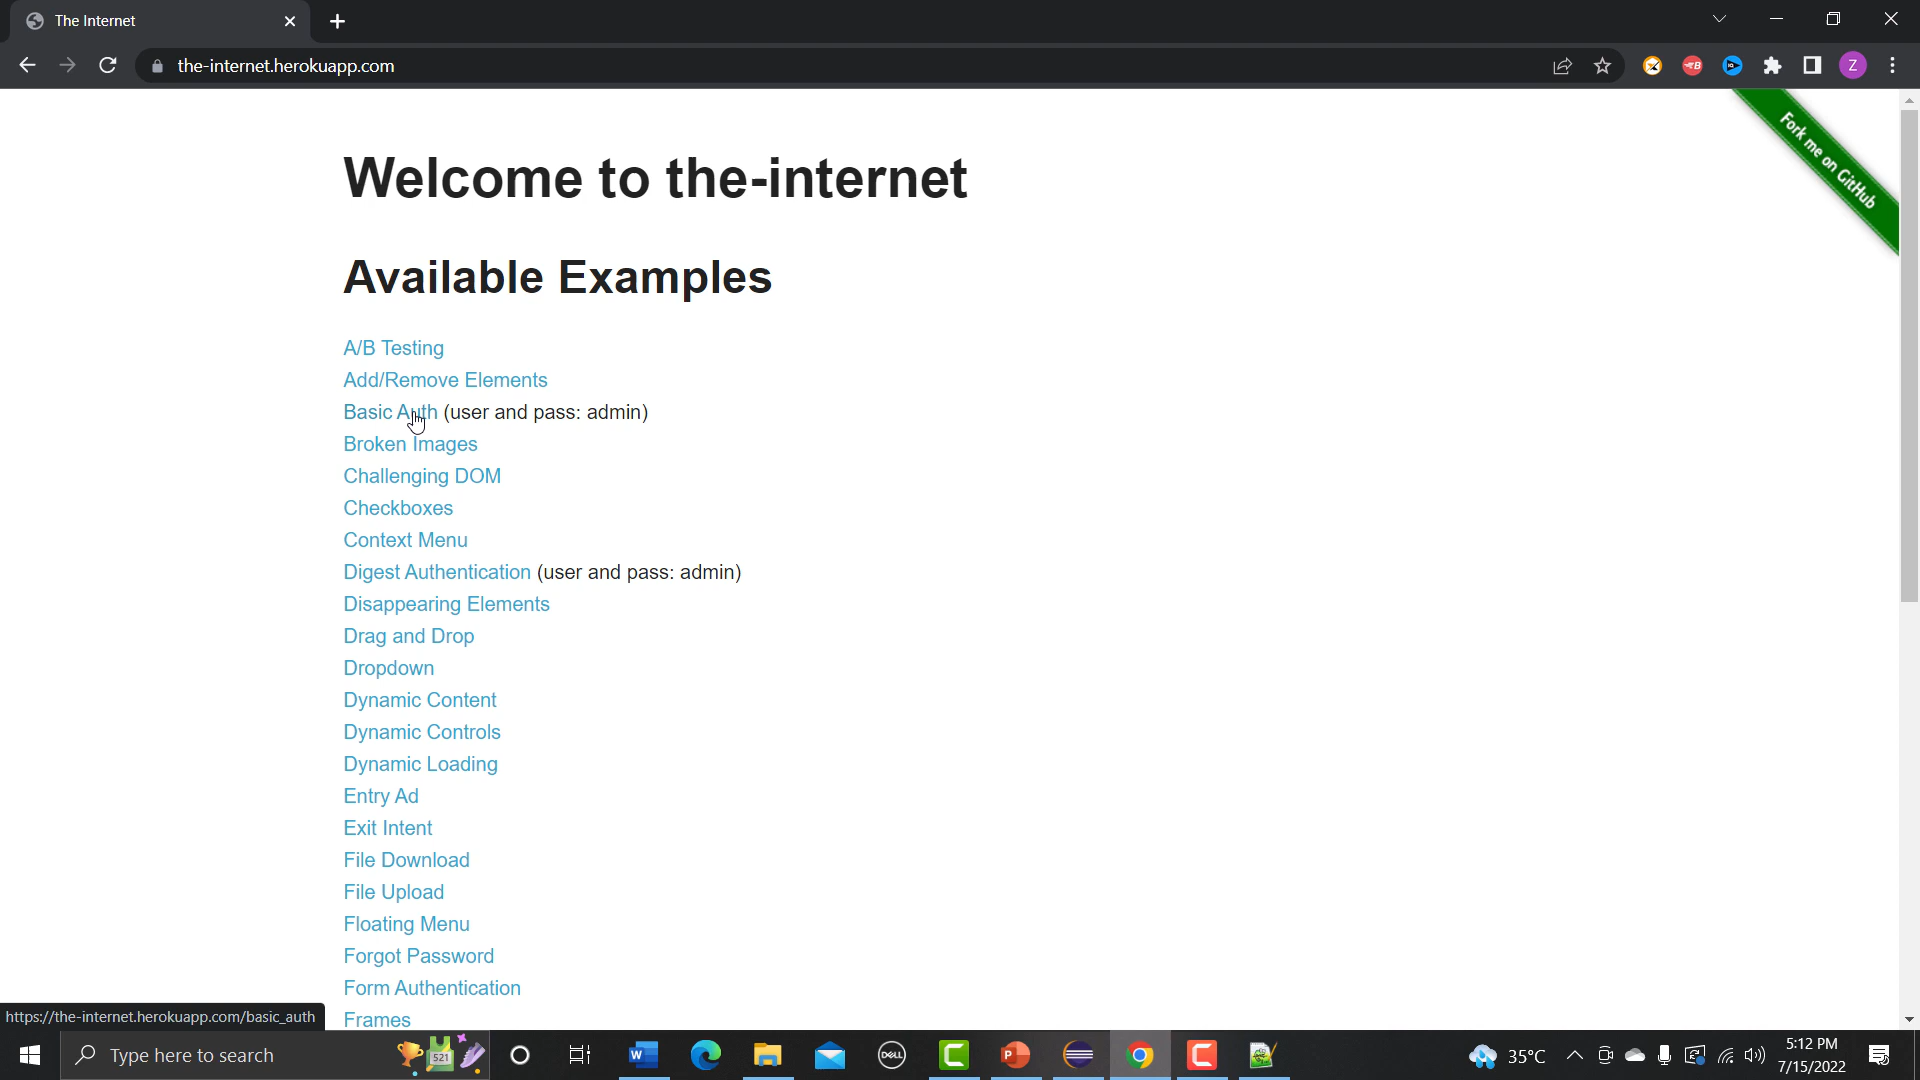 The Internet
the-internet.herokuapp.com
Z
Fork me on GitHub
Welcome to the-internet
Available Examples
A/B Testing
Add/Remove Elements
Basic Auth (user and pass: admin)
Broken Images
Challenging DOM
Checkboxes
Context Menu
Digest Authentication (user and pass: admin)
Disappearing Elements
Drag and Drop
Dropdown
Dynamic Content
Dynamic Controls
Dynamic Loading
Entry Ad
Exit Intent
File Download
File Upload
Floating Menu
Forgot Password
Form Authentication
Frames
https://the-internet.herokuapp.com/basic_auth
Type here to search
521
W
DELL
P
35°C
5:12 PM
7/15/2022